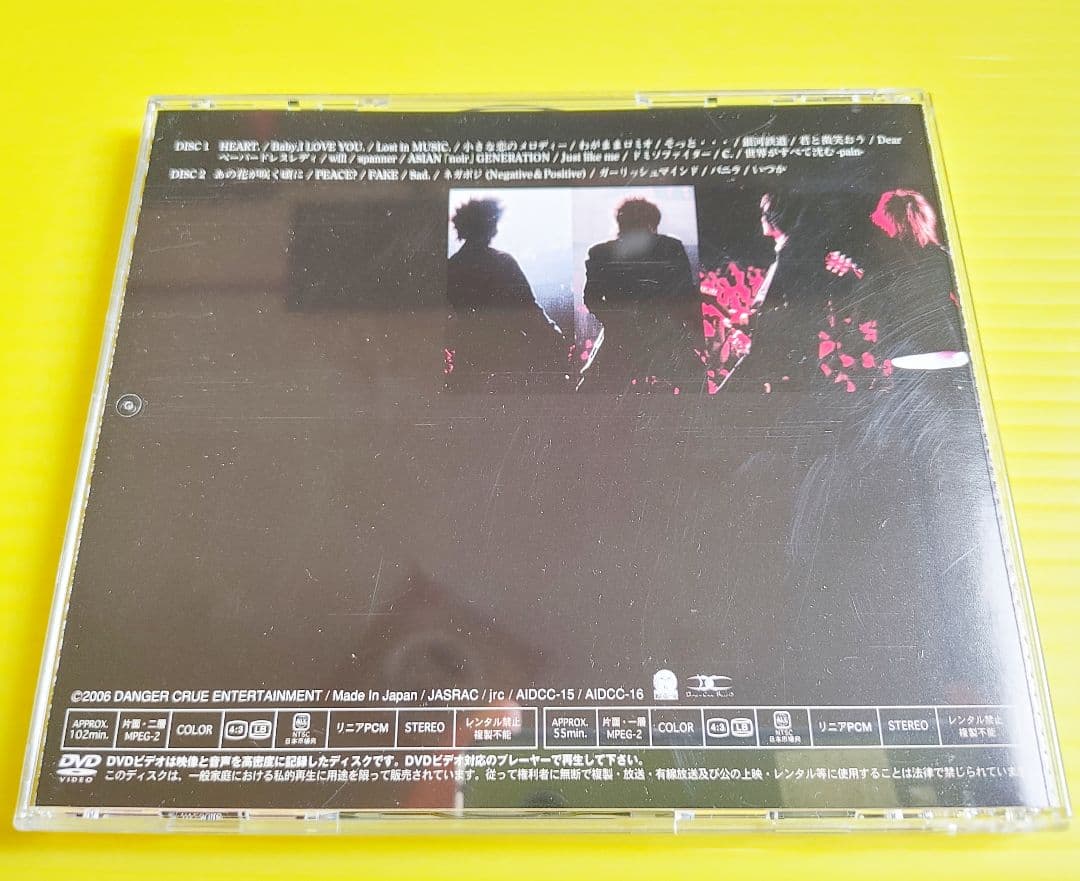 DISC 1 HEART. / Baby,I LOVE YOU. / Lost in MUSIC. / 小さな恋のメロディー / わがままロミオ / そっと・・・ / 銀河鉄道 / 君と微笑おう / Dear
ペーパードレスレディ / will / spanner / ASIAN「noir」GENERATION / Just like me / ドミリファイター / C. / 世界がすべて沈む -pain-
DISC 2 あの花が咲く頃に / PEACE? / FAKE / Sad. / ネガポジ (Negative & Positive) / ガーリッシュマインド / バニラ / いつか
©2006 DANGER CRUE ENTERTAINMENT / Made In Japan / JASRAC / jrc / AIDCC-15 / AIDCC-16
APPROX. 102min. 片面・二層 MPEG-2 COLOR 4:3 LB ALL NTSC 日本市場向 リニアPCM STEREO レンタル禁止 複製不能
APPROX. 55min. 片面・一層 MPEG-2 COLOR 4:3 LB ALL NTSC 日本市場向 リニアPCM STEREO レンタル禁止 複製不能
DVD VIDEO
DVDビデオは映像と音声を高密度に記録したディスクです。DVDビデオ対応のプレーヤーで再生して下さい。
このディスクは、一般家庭における私的再生に用途を限って販売されています。従って権利者に無断で複製・放送・有線放送及び公の上映・レンタル等に使用することは法律で禁じられていま